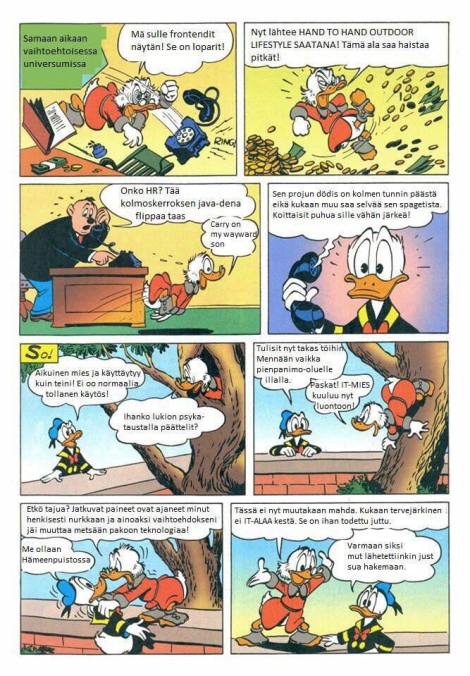 Samaan aikaan
vaihtoehtoisessa
universumissa
Mä sulle frontendit
näytän! Se on loparit!
RING!
Nyt lähtee HAND TO HAND OUTDOOR
LIFESTYLE SAATANA! Tämä ala saa haistaa
pitkät!
Onko HR? Tää
kolmoskerroksen java-dena
flippaa taas
Carry on
my wayward
son
Sen projun dödis on kolmen tunnin päästä
eikä kukaan muu saa selvää sen spagetista.
Koittaisit puhua sille vähän järkeä!
So!
Aikuinen mies ja käyttäytyy
kuin teini! Ei oo normaalia
tollanen käytös!
Ihanko lukion psyka-
taustalla päättelit?
Tulisit nyt takas töihin.
Mennään vaikka
pienpanimo-oluelle
illalla.
Paskat! IT-MIES
kuuluu nyt
luontoon!
Etkö tajua? Jatkuvat paineet ovat ajaneet minut
henkisesti nurkkaan ja ainoaksi vaihtoehdokseni
jäi muuttaa metsään pakoon teknologiaa!
Me ollaan
Hämeenpuistossa
Tässä ei nyt muutakaan mahda. Kukaan tervejärkinen
ei IT-ALAA kestä. Se on ihan todettu juttu.
Varmaan siksi
mut lähetettiinkin just
sua hakemaan.